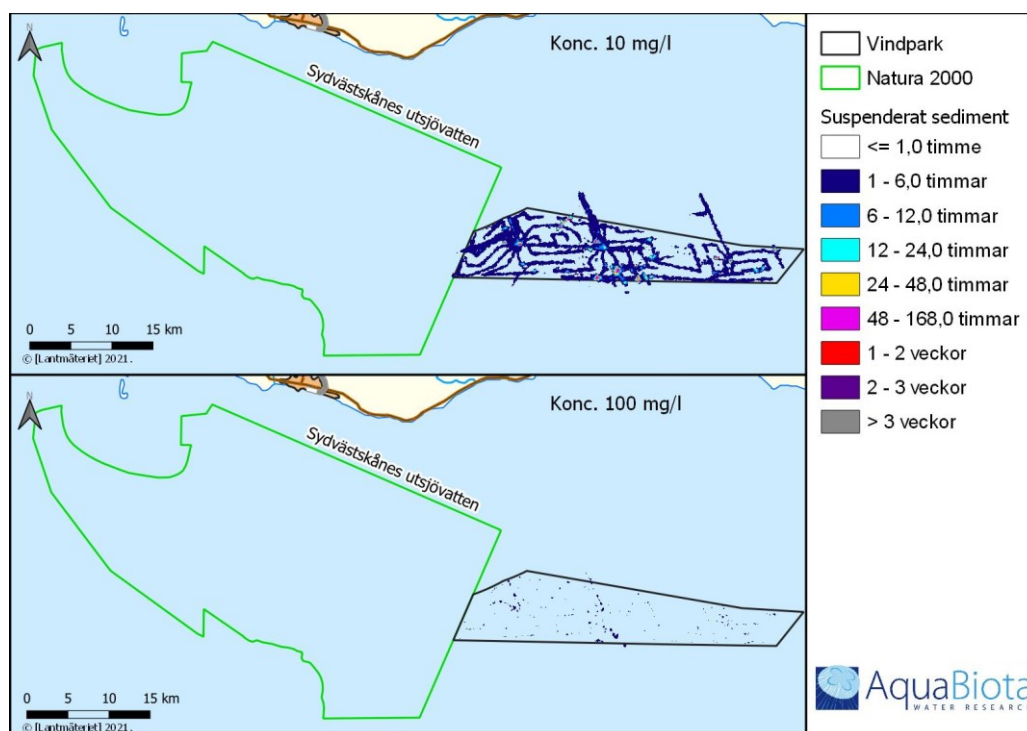 N
Konc. 10 mg/l
Sydvästskånes utsjövatten
0 5 10 15 km
© [Lantmäteriet] 2021.
N
Konc. 100 mg/l
Sydvästskånes utsjövatten
0 5 10 15 km
© [Lantmäteriet] 2021.
Vindpark
Natura 2000
Suspenderat sediment
<= 1,0 timme
1 - 6,0 timmar
6 - 12,0 timmar
12 - 24,0 timmar
24 - 48,0 timmar
48 - 168,0 timmar
1 - 2 veckor
2 - 3 veckor
> 3 veckor
AquaBiota
WATER RESEARCH